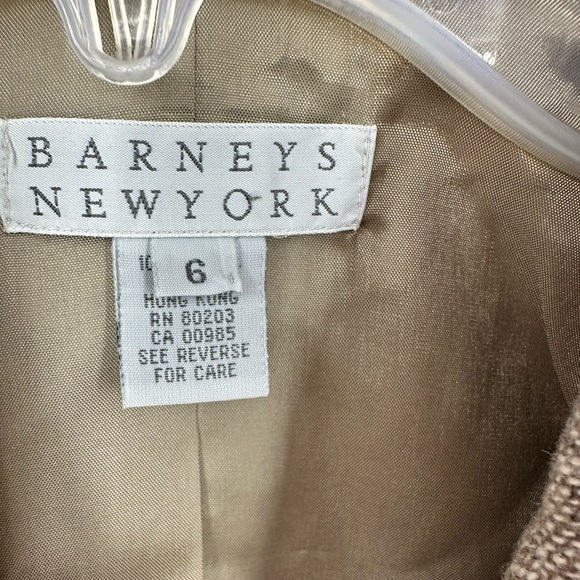 BARNEYS
NEWYORK
6
HONG KONG
RN 80203
CA 00985
SEE REVERSE
FOR CARE